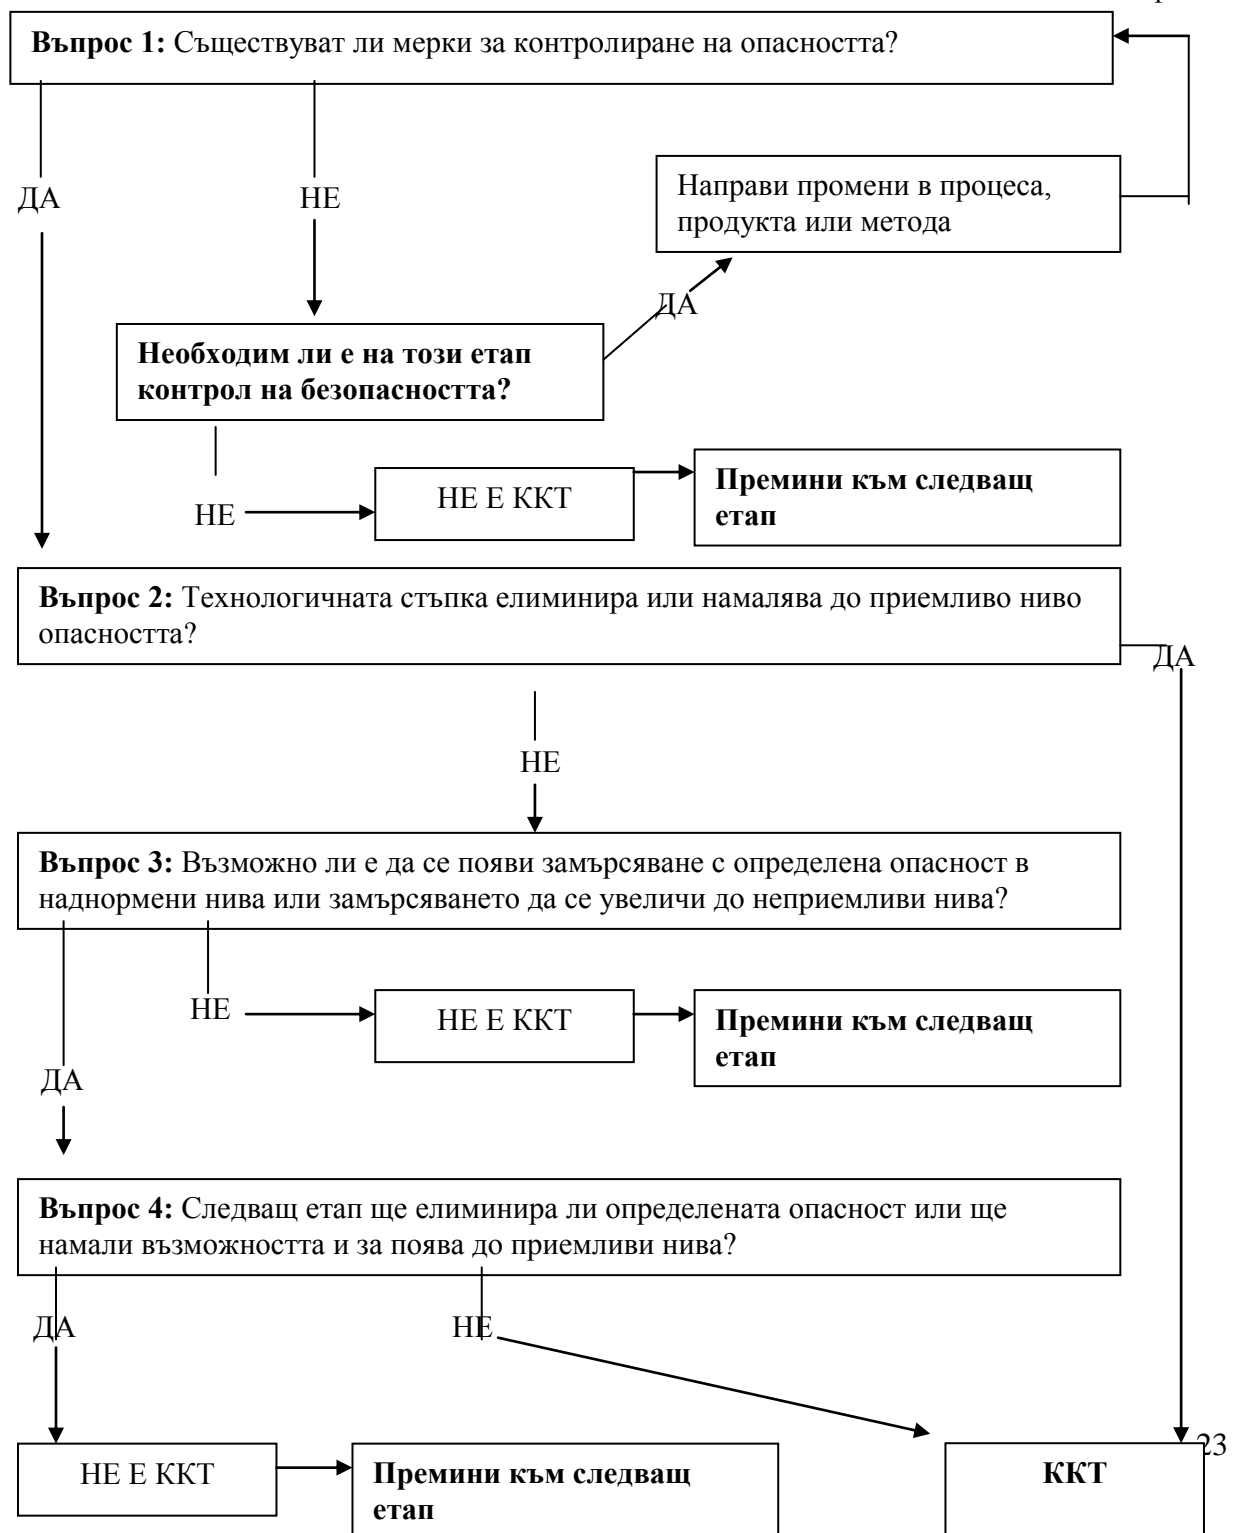 Въпрос 1: Съществуват ли мерки за контролиране на опасността?
Направи промени в процеса,
продукта или метода
ДА
НЕ
ДА
Необходим ли е на този етап
контрол на безопасността?
НЕ
НЕ Е ККТ
Премини към следващ
етап
Въпрос 2: Технологичната стъпка елиминира или намалява до приемливо ниво
опасността?
ДА
НЕ
Въпрос 3: Възможно ли е да се появи замърсяване с определена опасност в
наднормени нива или замърсяването да се увеличи до неприемливи нива?
НЕ
НЕ Е ККТ
Премини към следващ
етап
ДА
Въпрос 4: Следващ етап ще елиминира ли определената опасност или ще
намали възможността и за поява до приемливи нива?
ДА
НЕ
НЕ Е ККТ
Премини към следващ
етап
ККТ
23